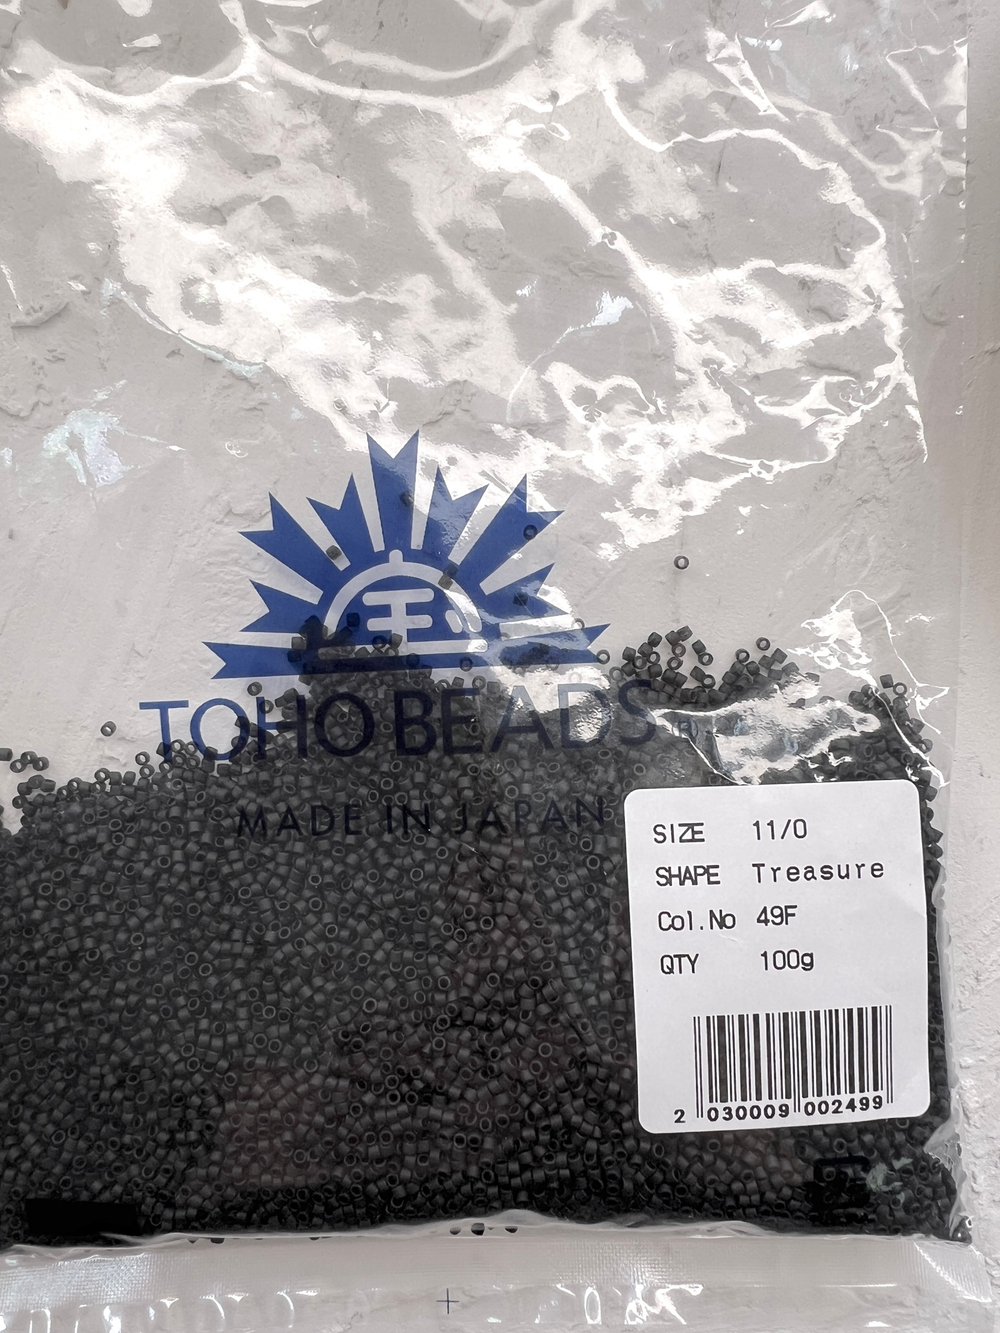 TOHO BEADS
MADE IN JAPAN
SIZE 11/0
SHAPE Treasure
Col.No 49F
QTY 100g
2 030009 002499